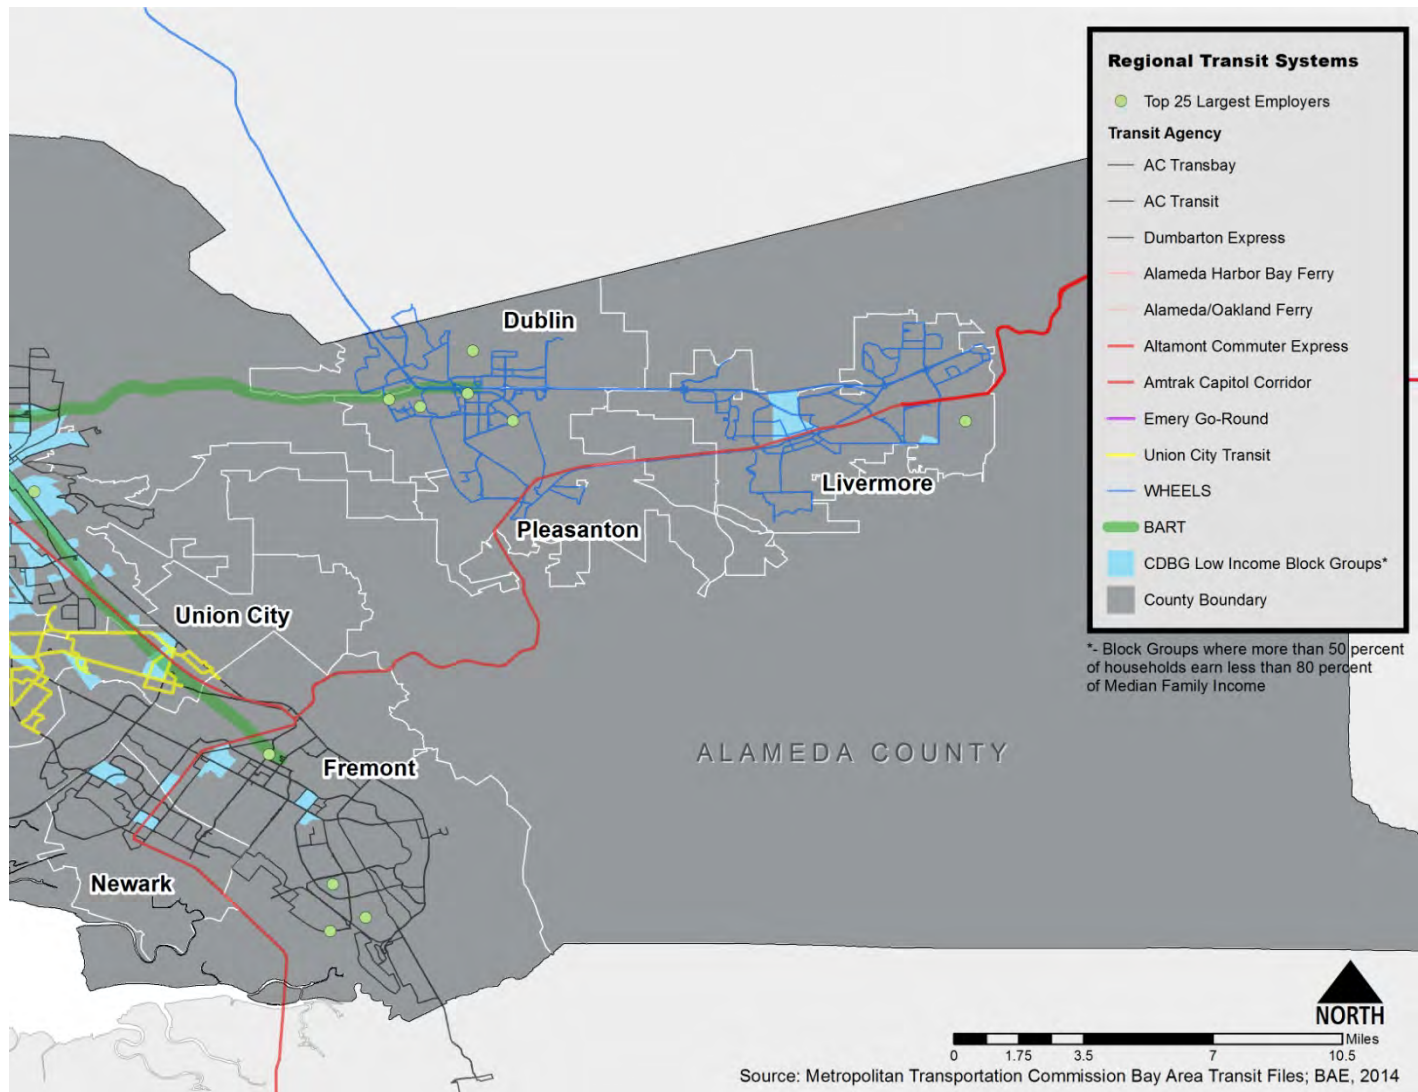 Regional Transit Systems
Top 25 Largest Employers
Transit Agency
AC Transbay
AC Transit
Dumbarton Express
Alameda Harbor Bay Ferry
Alameda/Oakland Ferry
Altamont Commuter Express
Amtrak Capitol Corridor
Emery Go-Round
Union City Transit
WHEELS
BART
CDBG Low Income Block Groups*
County Boundary
*- Block Groups where more than 50 percent
of households earn less than 80 percent
of Median Family Income
Dublin
Livermore
Pleasanton
Union City
ALAMEDA COUNTY
Fremont
Newark
NORTH
Miles
0 1.75 3.5 7 10.5
Source: Metropolitan Transportation Commission Bay Area Transit Files; BAE, 2014